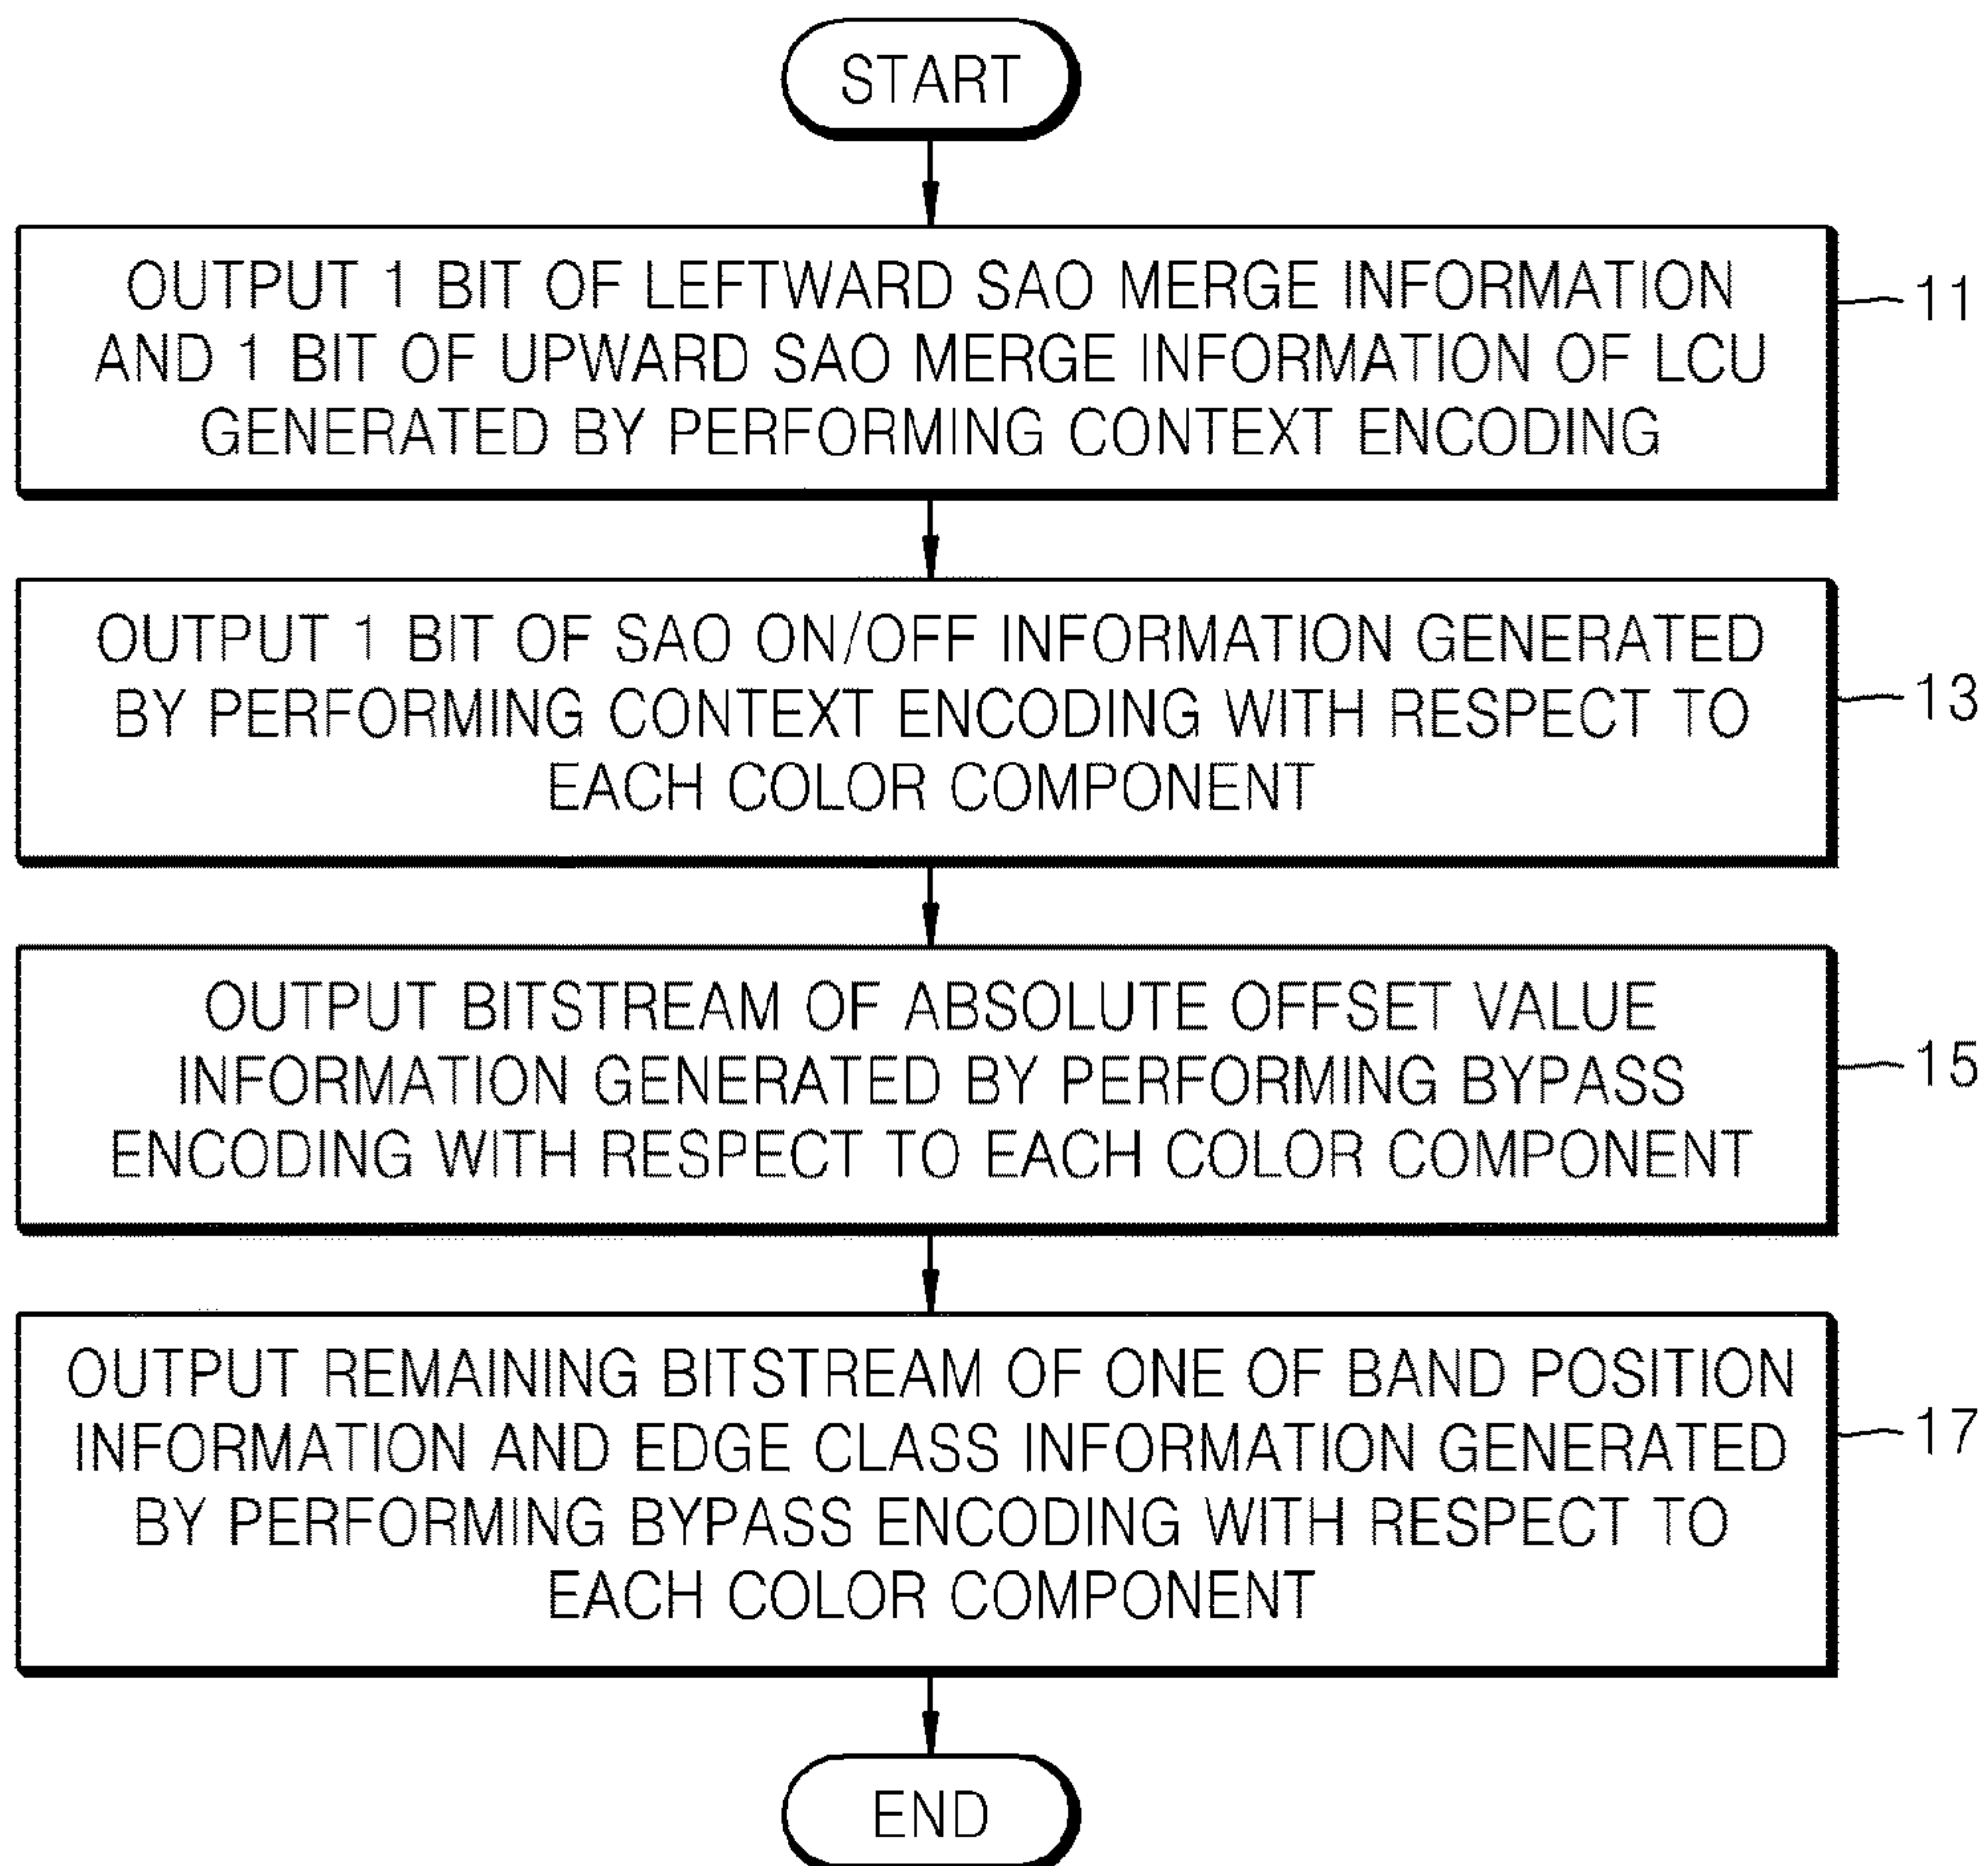 START
OUTPUT 1 BIT OF LEFTWARD SAO MERGE INFORMATION
AND 1 BIT OF UPWARD SAO MERGE INFORMATION OF LCU
GENERATED BY PERFORMING CONTEXT ENCODING
11
OUTPUT 1 BIT OF SAO ON/OFF INFORMATION GENERATED
BY PERFORMING CONTEXT ENCODING WITH RESPECT TO
EACH COLOR COMPONENT
13
OUTPUT BITSTREAM OF ABSOLUTE OFFSET VALUE
INFORMATION GENERATED BY PERFORMING BYPASS
ENCODING WITH RESPECT TO EACH COLOR COMPONENT
15
OUTPUT REMAINING BITSTREAM OF ONE OF BAND POSITION
INFORMATION AND EDGE CLASS INFORMATION GENERATED
BY PERFORMING BYPASS ENCODING WITH RESPECT TO
EACH COLOR COMPONENT
17
END